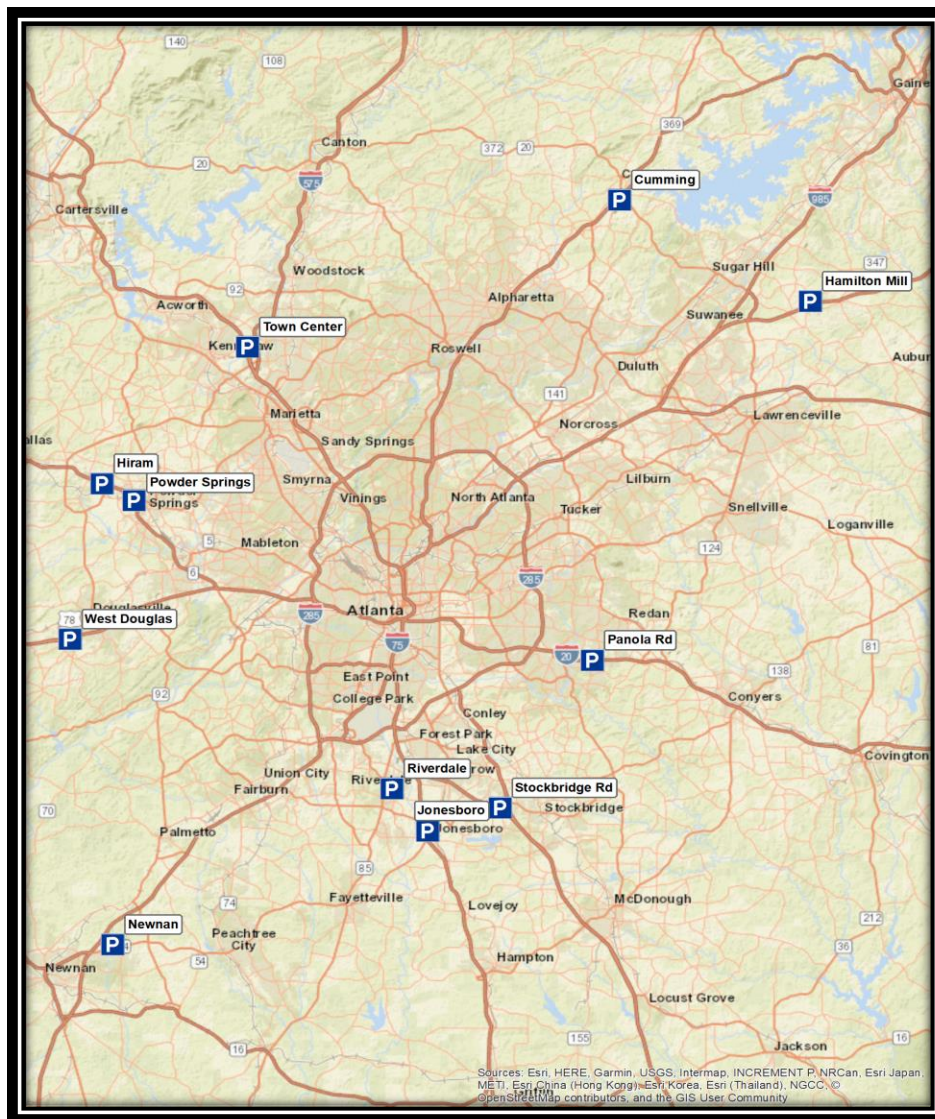 140
108
Gaine
369
Canton
372
20
20
575
Cumming
P
985
Cartersville
Sugar Hill
347
Woodstock
Hamilton Mill
P
92
Acworth
Alpharetta
Suwanee
Town Center
P
Roswell
Aubur
Duluth
141
Marietta
Norcross
Lawrenceville
Sandy Springs
allas
Hiram
P
Powder Springs
P
Springs
Smyrna
Vinings
North Atlanta
Lilburn
Tucker
Snellville
Loganville
5
Mableton
124
6
285
Douglasville
285
Atlanta
Redan
78
West Douglas
P
75
20
Panola Rd
P
81
138
East Point
92
College Park
Conyers
Conley
Forest Park
Lake City
Covington
Union City
Riverdale
P
row
Fairburn
Stockbridge Rd
P
70
Jonesboro
P
Stockbridge
Palmetto
Jonesboro
85
Fayetteville
McDonough
74
Lovejoy
212
Newnan
P
Peachtree
City
36
54
Hampton
Newnan
Locust Grove
155
16
16
Jackson
Sources: Esri, HERE, Garmin, USGS, Intermap, INCREMENT P, NRCan, Esri Japan,
METI, Esri China (Hong Kong), Esri Korea, Esri (Thailand), NGCC, ©
OpenStreetMap contributors, and the GIS User Community